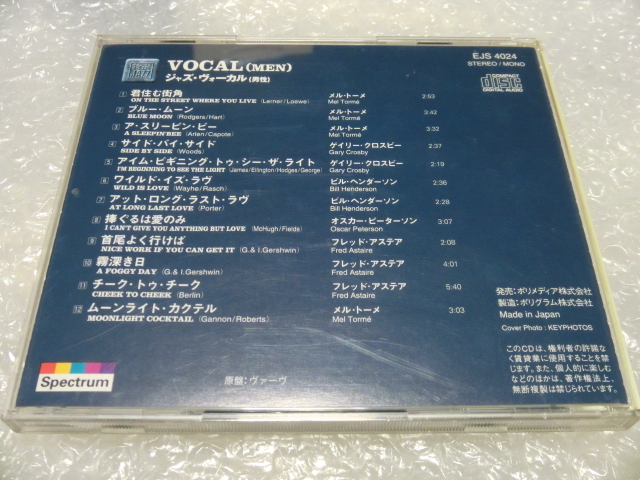 VOCAL (MEN)
ジャズ・ヴォーカル (男性)
EJS 4024
STEREO / MONO
COMPACT
disc
DIGITAL AUDIO
1 君住む街角 メル・トーメ 2:53
ON THE STREET WHERE YOU LIVE (Lerner/Loewe) Mel Tormé
2 ブルー・ムーン メル・トーメ 3:42
BLUE MOON (Rodgers/Hart) Mel Tormé
3 ア・スリーピン・ビー メル・トーメ 3:32
A SLEEPIN'BEE (Arlen/Capote) Mel Tormé
4 サイド・バイ・サイド ゲイリー・クロスビー 2:27
SIDE BY SIDE (Woods) Gary Crosby
5 アイム・ビギニング・トゥ・シー・ザ・ライト ゲイリー・クロスビー 2:19
I'M BEGINNING TO SEE THE LIGHT (James/Ellington/Hodges/George) Gary Crosby
6 ワイルド・イズ・ラヴ ビル・ヘンダーソン 2:36
WILD IS LOVE (Wayne/Rasch) Bill Henderson
7 アット・ロング・ラスト・ラヴ ビル・ヘンダーソン 2:28
AT LONG LAST LOVE (Porter) Bill Henderson
8 捧ぐるは愛のみ オスカー・ピーターソン 3:07
I CAN'T GIVE YOU ANYTHING BUT LOVE (McHugh/Fields) Oscar Peterson
9 首尾よく行けば フレッド・アステア 2:08
NICE WORK IF YOU CAN GET IT (G.& I.Gershwin) Fred Astaire
10 霧深き日 フレッド・アステア 4:01
A FOGGY DAY (G.& I.Gershwin) Fred Astaire
11 チーク・トゥ・チーク フレッド・アステア 5:40
CHEEK TO CHEEK (Berlin) Fred Astaire
12 ムーンライト・カクテル メル・トーメ 3:03
MOONLIGHT COCKTAIL (Gannon/Roberts) Mel Tormé
発売:ポリメディア株式会社
製造:ポリグラム株式会社
Made in Japan
Cover Photo : KEYPHOTOS
このCDは、権利者の許諾な
く賃貸業に使用することを禁
じます。また、個人的に楽しむ
などのほかは、著作権法上、
無断複製は禁じられています。
Spectrum
原盤:ヴァーヴ